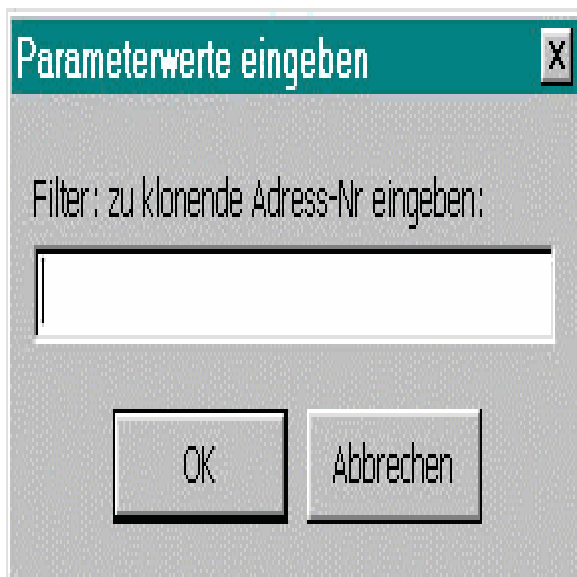 Parameterwerte eingeben X
Filter: zu klonende Adress-Nr eingeben:
OK Abbrechen